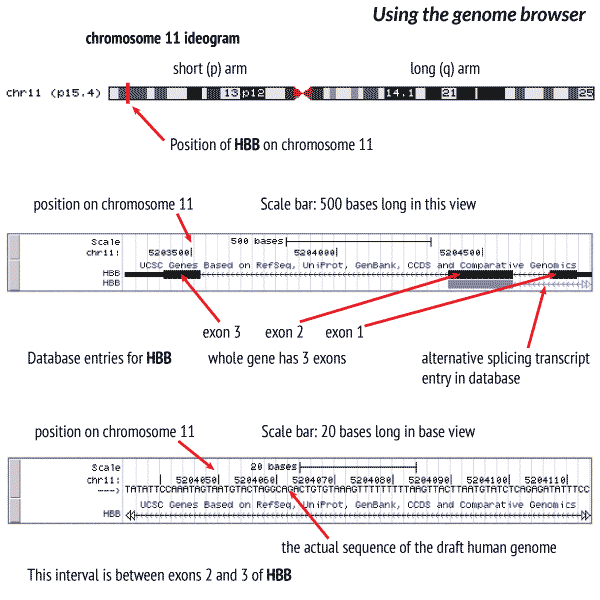 Using the genome browser
chromosome 11 ideogram
short (p) arm long (q) arm
chr11 (p15.4) 13 p12 14.1 21 25
Position of HBB on chromosome 11
position on chromosome 11 Scale bar: 500 bases long in this view
Scale 500 bases
chr11: 5203500 5204000 5204500
UCSC Genes Based on RefSeq, UniProt, GenBank, CCDS and Comparative Genomics
HBB
HBB
exon 3 exon 2 exon 1
Database entries for HBB whole gene has 3 exons alternative splicing transcript
entry in database
position on chromosome 11 Scale bar: 20 bases long in base view
Scale 20 bases
chr11: 5204050 5204060 5204070 5204080 5204090 5204100 5204110
---> TATATTCCAAATAGTAATGTACTAGGCAGACTGTGTAAAGTTTTTTTTTAAGTTACTTAATGTATCTCAGAGATATTTCC
UCSC Genes Based on RefSeq, UniProt, GenBank, CCDS and Comparative Genomics
HBB
the actual sequence of the draft human genome
This interval is between exons 2 and 3 of HBB